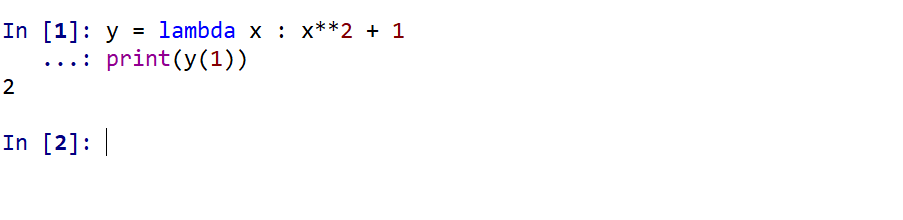 In [1]: y = lambda x : x**2 + 1
   ...: print(y(1))
2
In [2]: